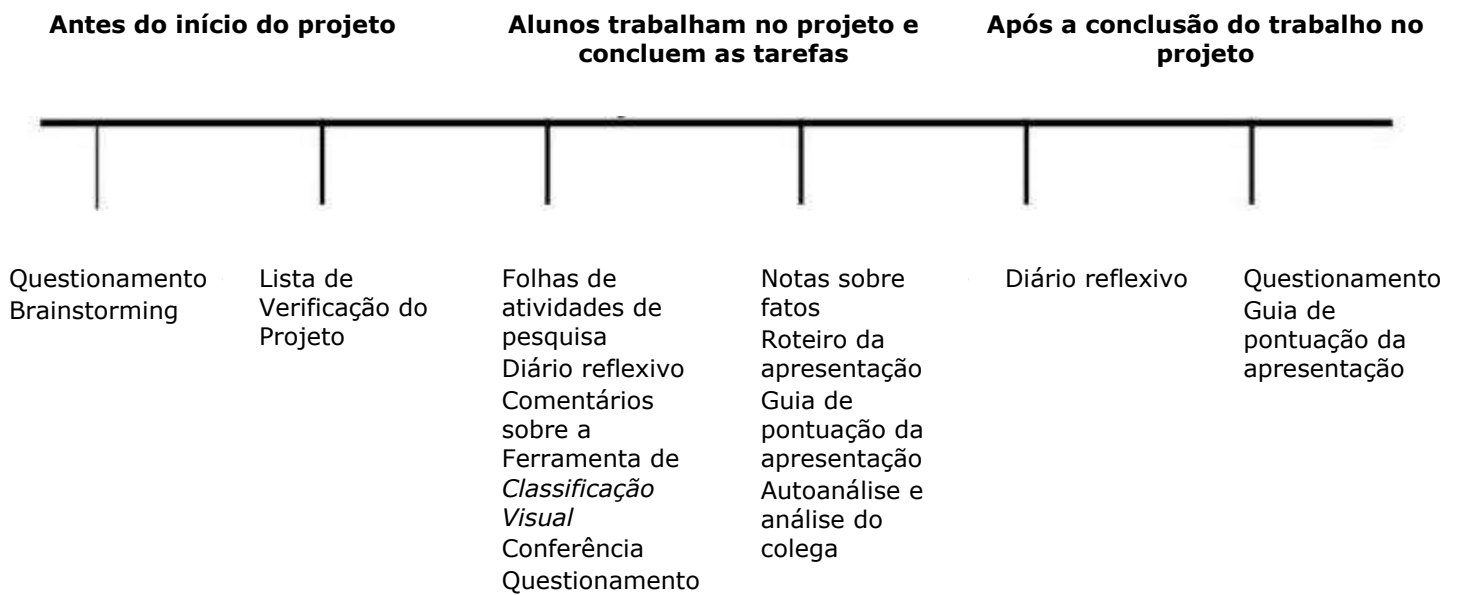 Antes do início do projeto
Alunos trabalham no projeto e
concluem as tarefas
Após a conclusão do trabalho no
projeto
Questionamento
Brainstorming
Lista de
Verificação do
Projeto
Folhas de
atividades de
pesquisa
Diário reflexivo
Comentários
sobre a
Ferramenta de
Classificação
Visual
Conferência
Questionamento
Notas sobre
fatos
Roteiro da
apresentação
Guia de
pontuação da
apresentação
Autoanálise e
análise do
colega
Diário reflexivo
Questionamento
Guia de
pontuação da
apresentação